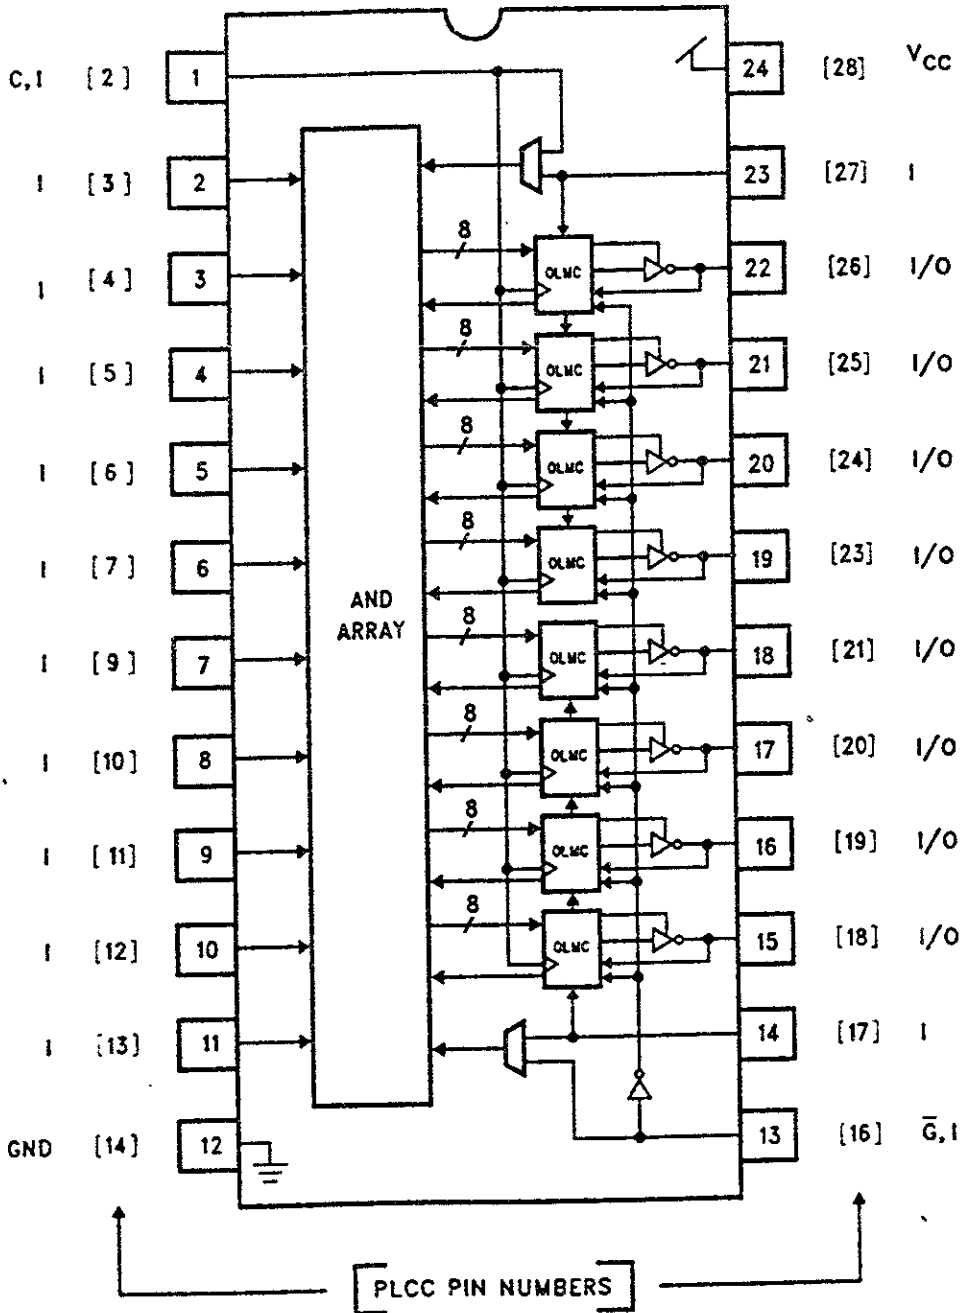 C,I [2] 1 24 [28] VCC
I [3] 2 23 [27] I
8
I [4] 3 OLMC 22 [26] I/O
8
I [5] 4 OLMC 21 [25] I/O
8
I [6] 5 OLMC 20 [24] I/O
8
I [7] 6 OLMC 19 [23] I/O
AND
ARRAY
8
I [9] 7 OLMC 18 [21] I/O
8
I [10] 8 OLMC 17 [20] I/O
8
I [11] 9 OLMC 16 [19] I/O
8
I [12] 10 OLMC 15 [18] I/O
I [13] 11 14 [17] I
GND [14] 12 13 [16] G̅,I
[PLCC PIN NUMBERS]